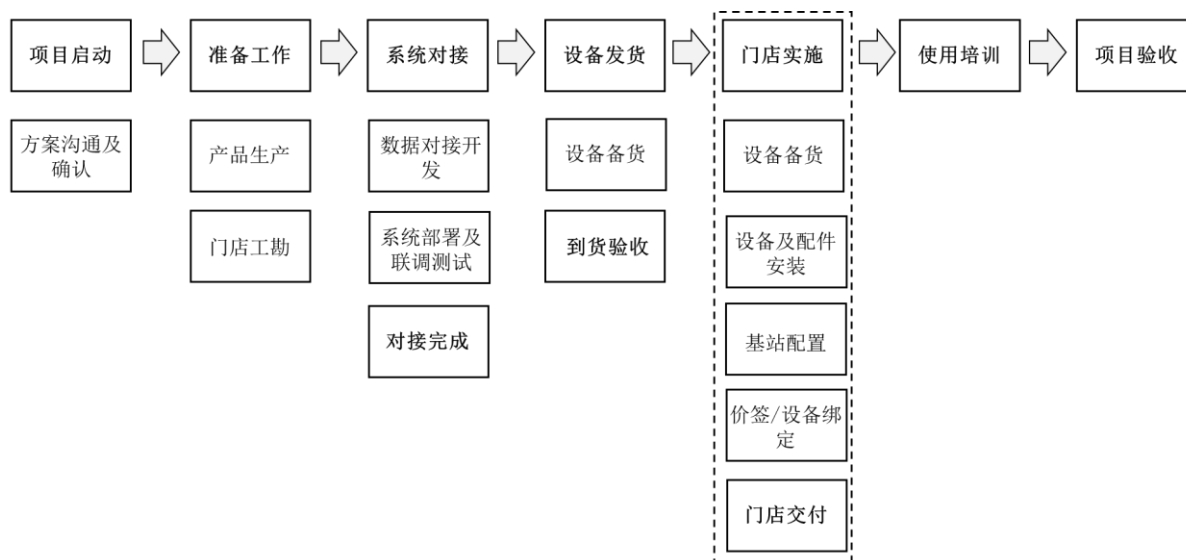 项目启动
准备工作
系统对接
设备发货
门店实施
使用培训
项目验收
方案沟通及
确认
产品生产
数据对接开
发
设备备货
设备备货
门店工勘
系统部署及
联调测试
到货验收
设备及配件
安装
对接完成
基站配置
价签/设备绑
定
门店交付